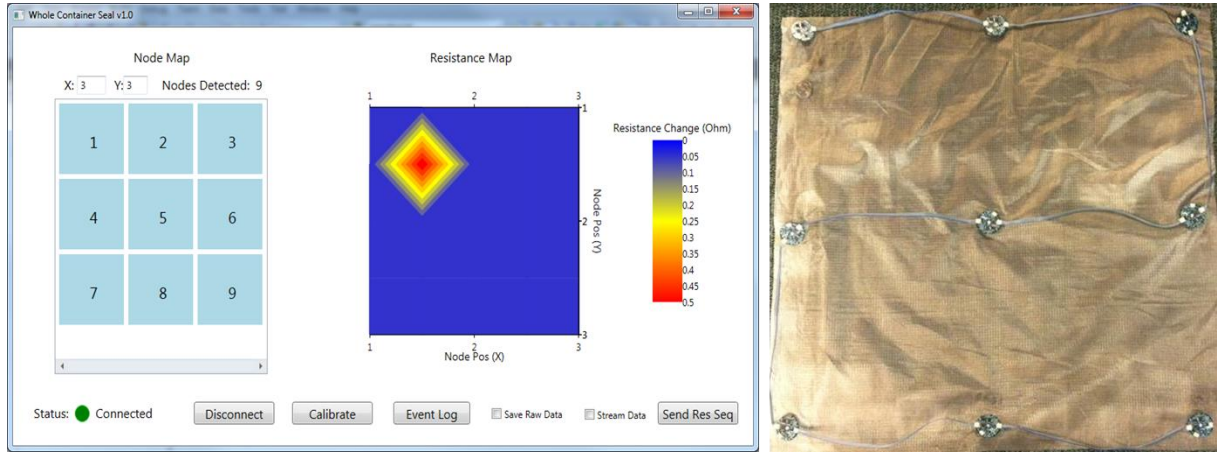 Whole Container Seal v1.0
Node Map
X: 3 Y: 3 Nodes Detected: 9
1 2 3
4 5 6
7 8 9
Resistance Map
1 2 3
1
2
3
Node Pos (Y)
1 2 3
Node Pos (X)
Resistance Change (Ohm)
0
0.05
0.1
0.15
0.2
0.25
0.3
0.35
0.4
0.45
0.5
Status: Connected Disconnect Calibrate Event Log Save Raw Data Stream Data Send Res Seq